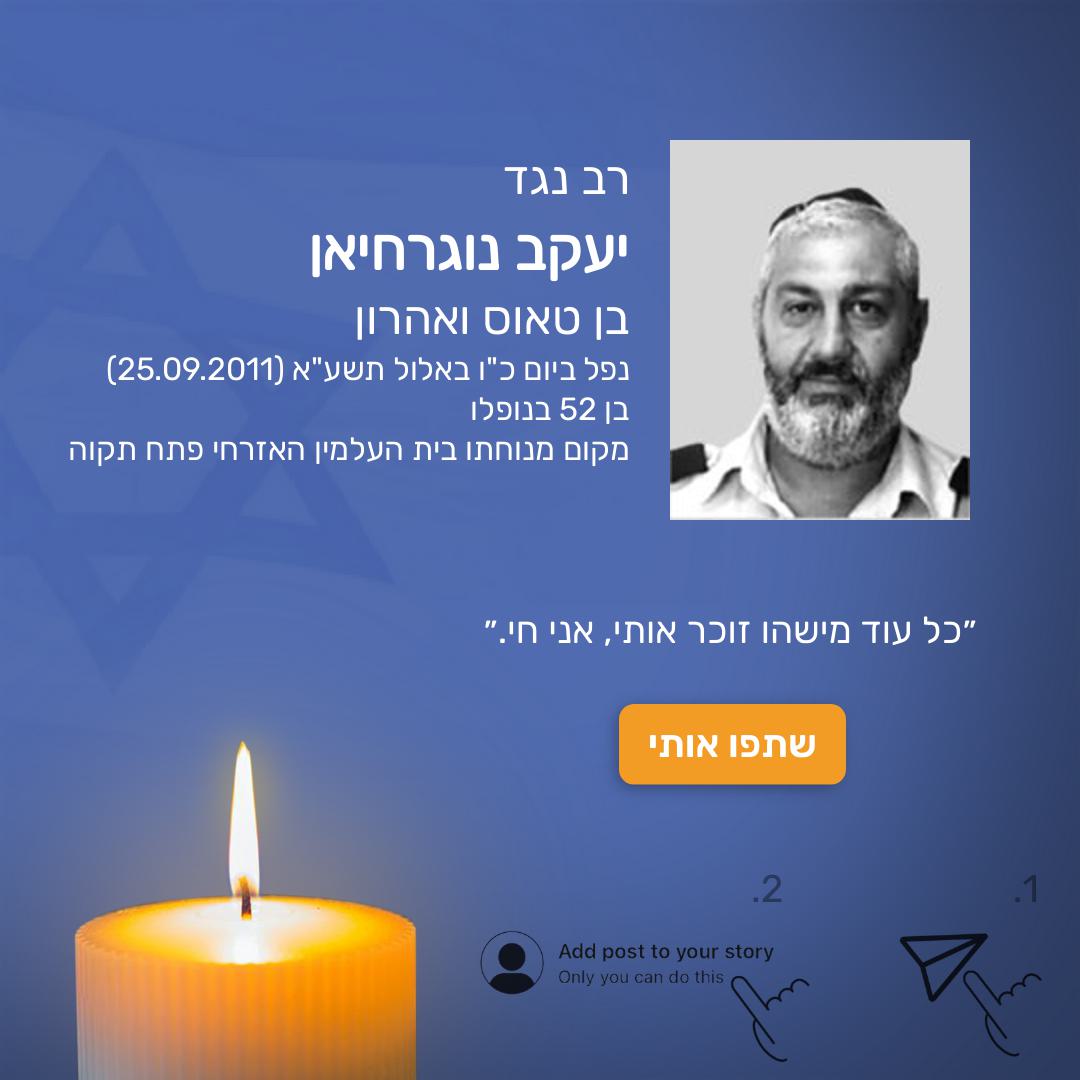 רב נגד
יעקב נוגרחיאן
בן טאוס ואהרון
נפל ביום כ"ו באלול תשע"א (25.09.2011)
בן 52 בנופלו
מקום מנוחתו בית העלמין האזרחי פתח תקוה
״כל עוד מישהו זוכר אותי, אני חי.״
שתפו אותי
1.
2.
Add post to your story
Only you can do this